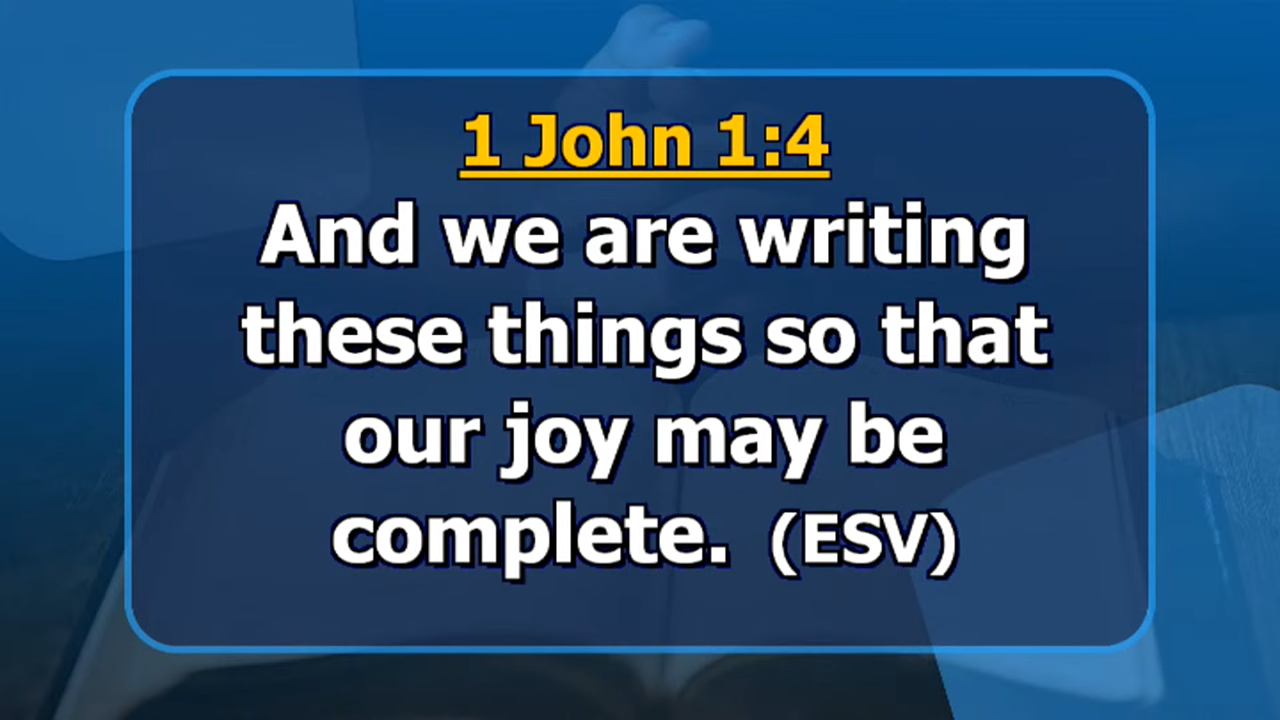 1 John 1:4
And we are writing
these things so that
our joy may be
complete. (ESV)